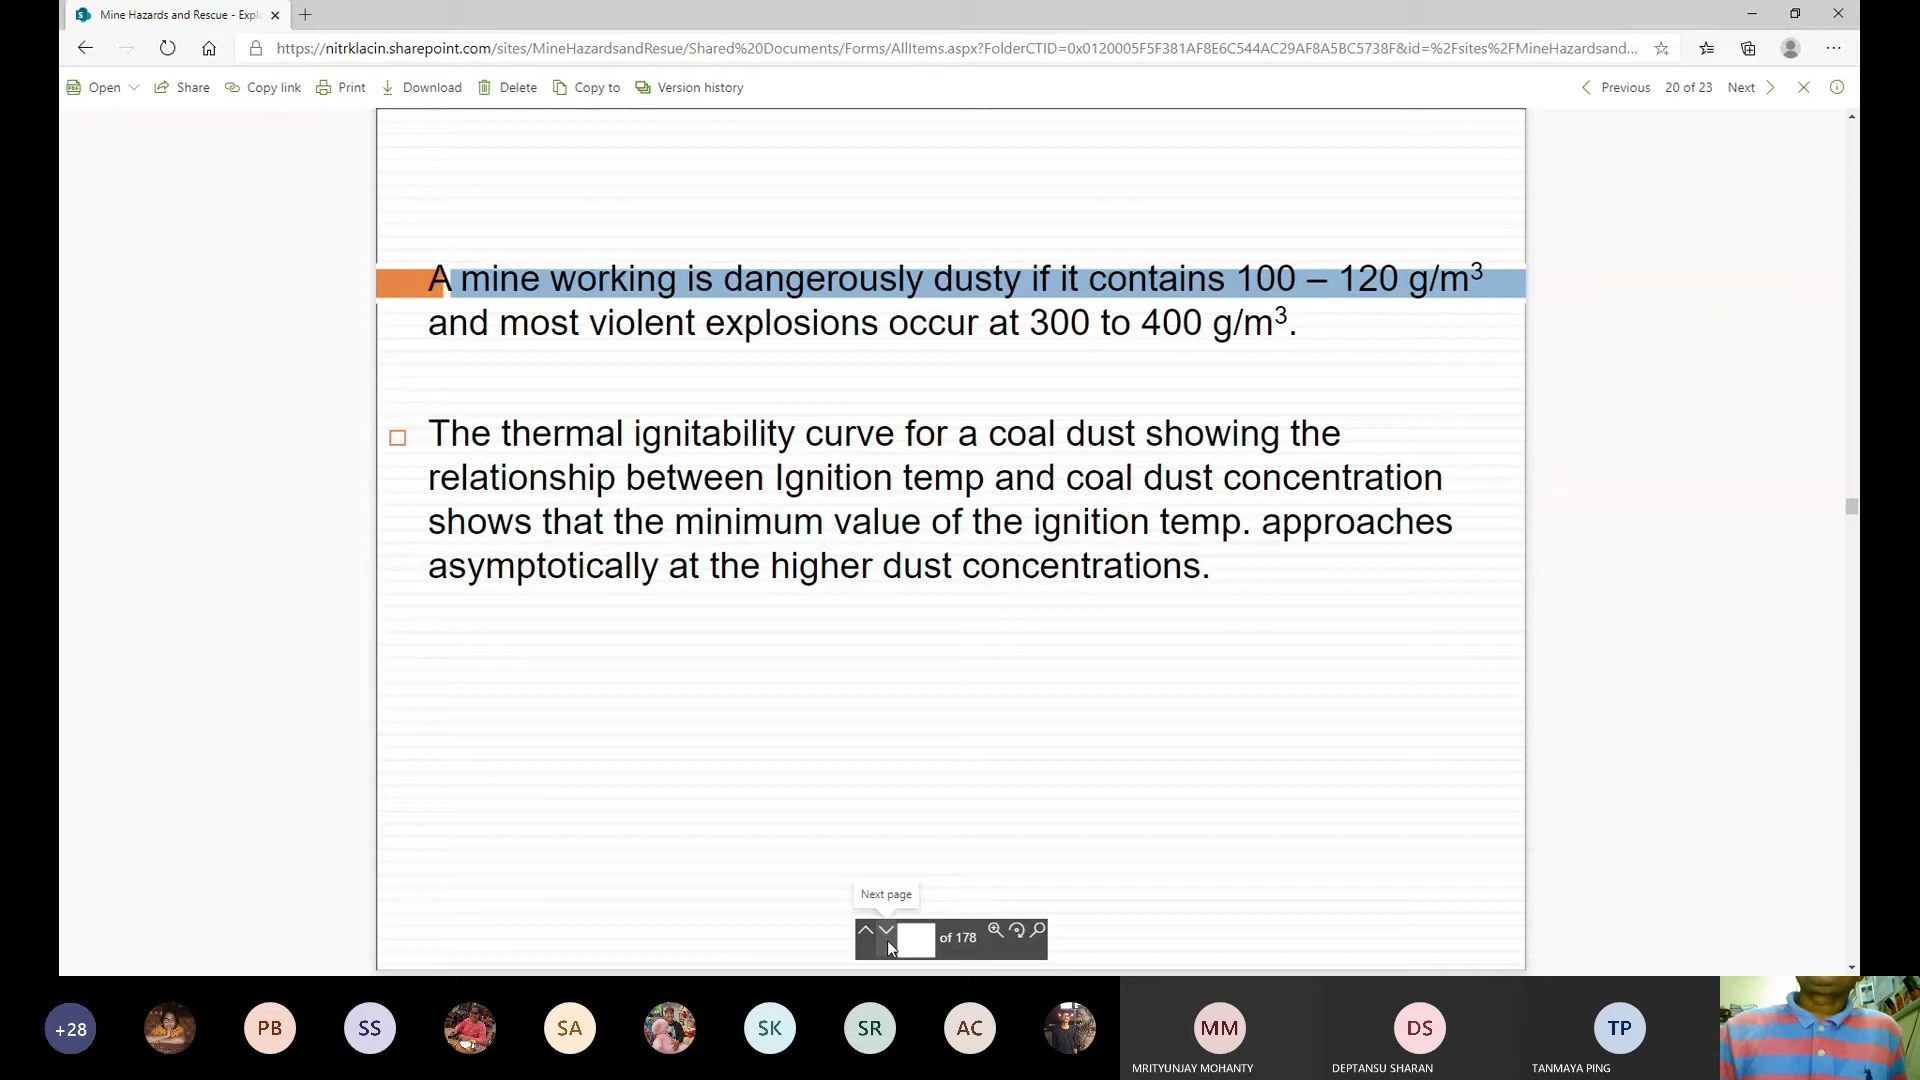 Mine Hazards and Rescue - Expl
https://nitrklacin.sharepoint.com/sites/MineHazardsandResue/Shared%20Documents/Forms/AllItems.aspx?FolderCTID=0x0120005F5F381AF8E6C544AC29AF8A5BC5738F&id=%2Fsites%2FMineHazardsand...
Open Share Copy link Print Download Delete Copy to Version history Previous 20 of 23 Next
A mine working is dangerously dusty if it contains 100 – 120 g/m³
and most violent explosions occur at 300 to 400 g/m³.
The thermal ignitability curve for a coal dust showing the
relationship between Ignition temp and coal dust concentration
shows that the minimum value of the ignition temp. approaches
asymptotically at the higher dust concentrations.
Next page
of 178
+28 PB SS SA SK SR AC MM DS TP
MRITYUNJAY MOHANTY DEPTANSU SHARAN TANMAYA PING